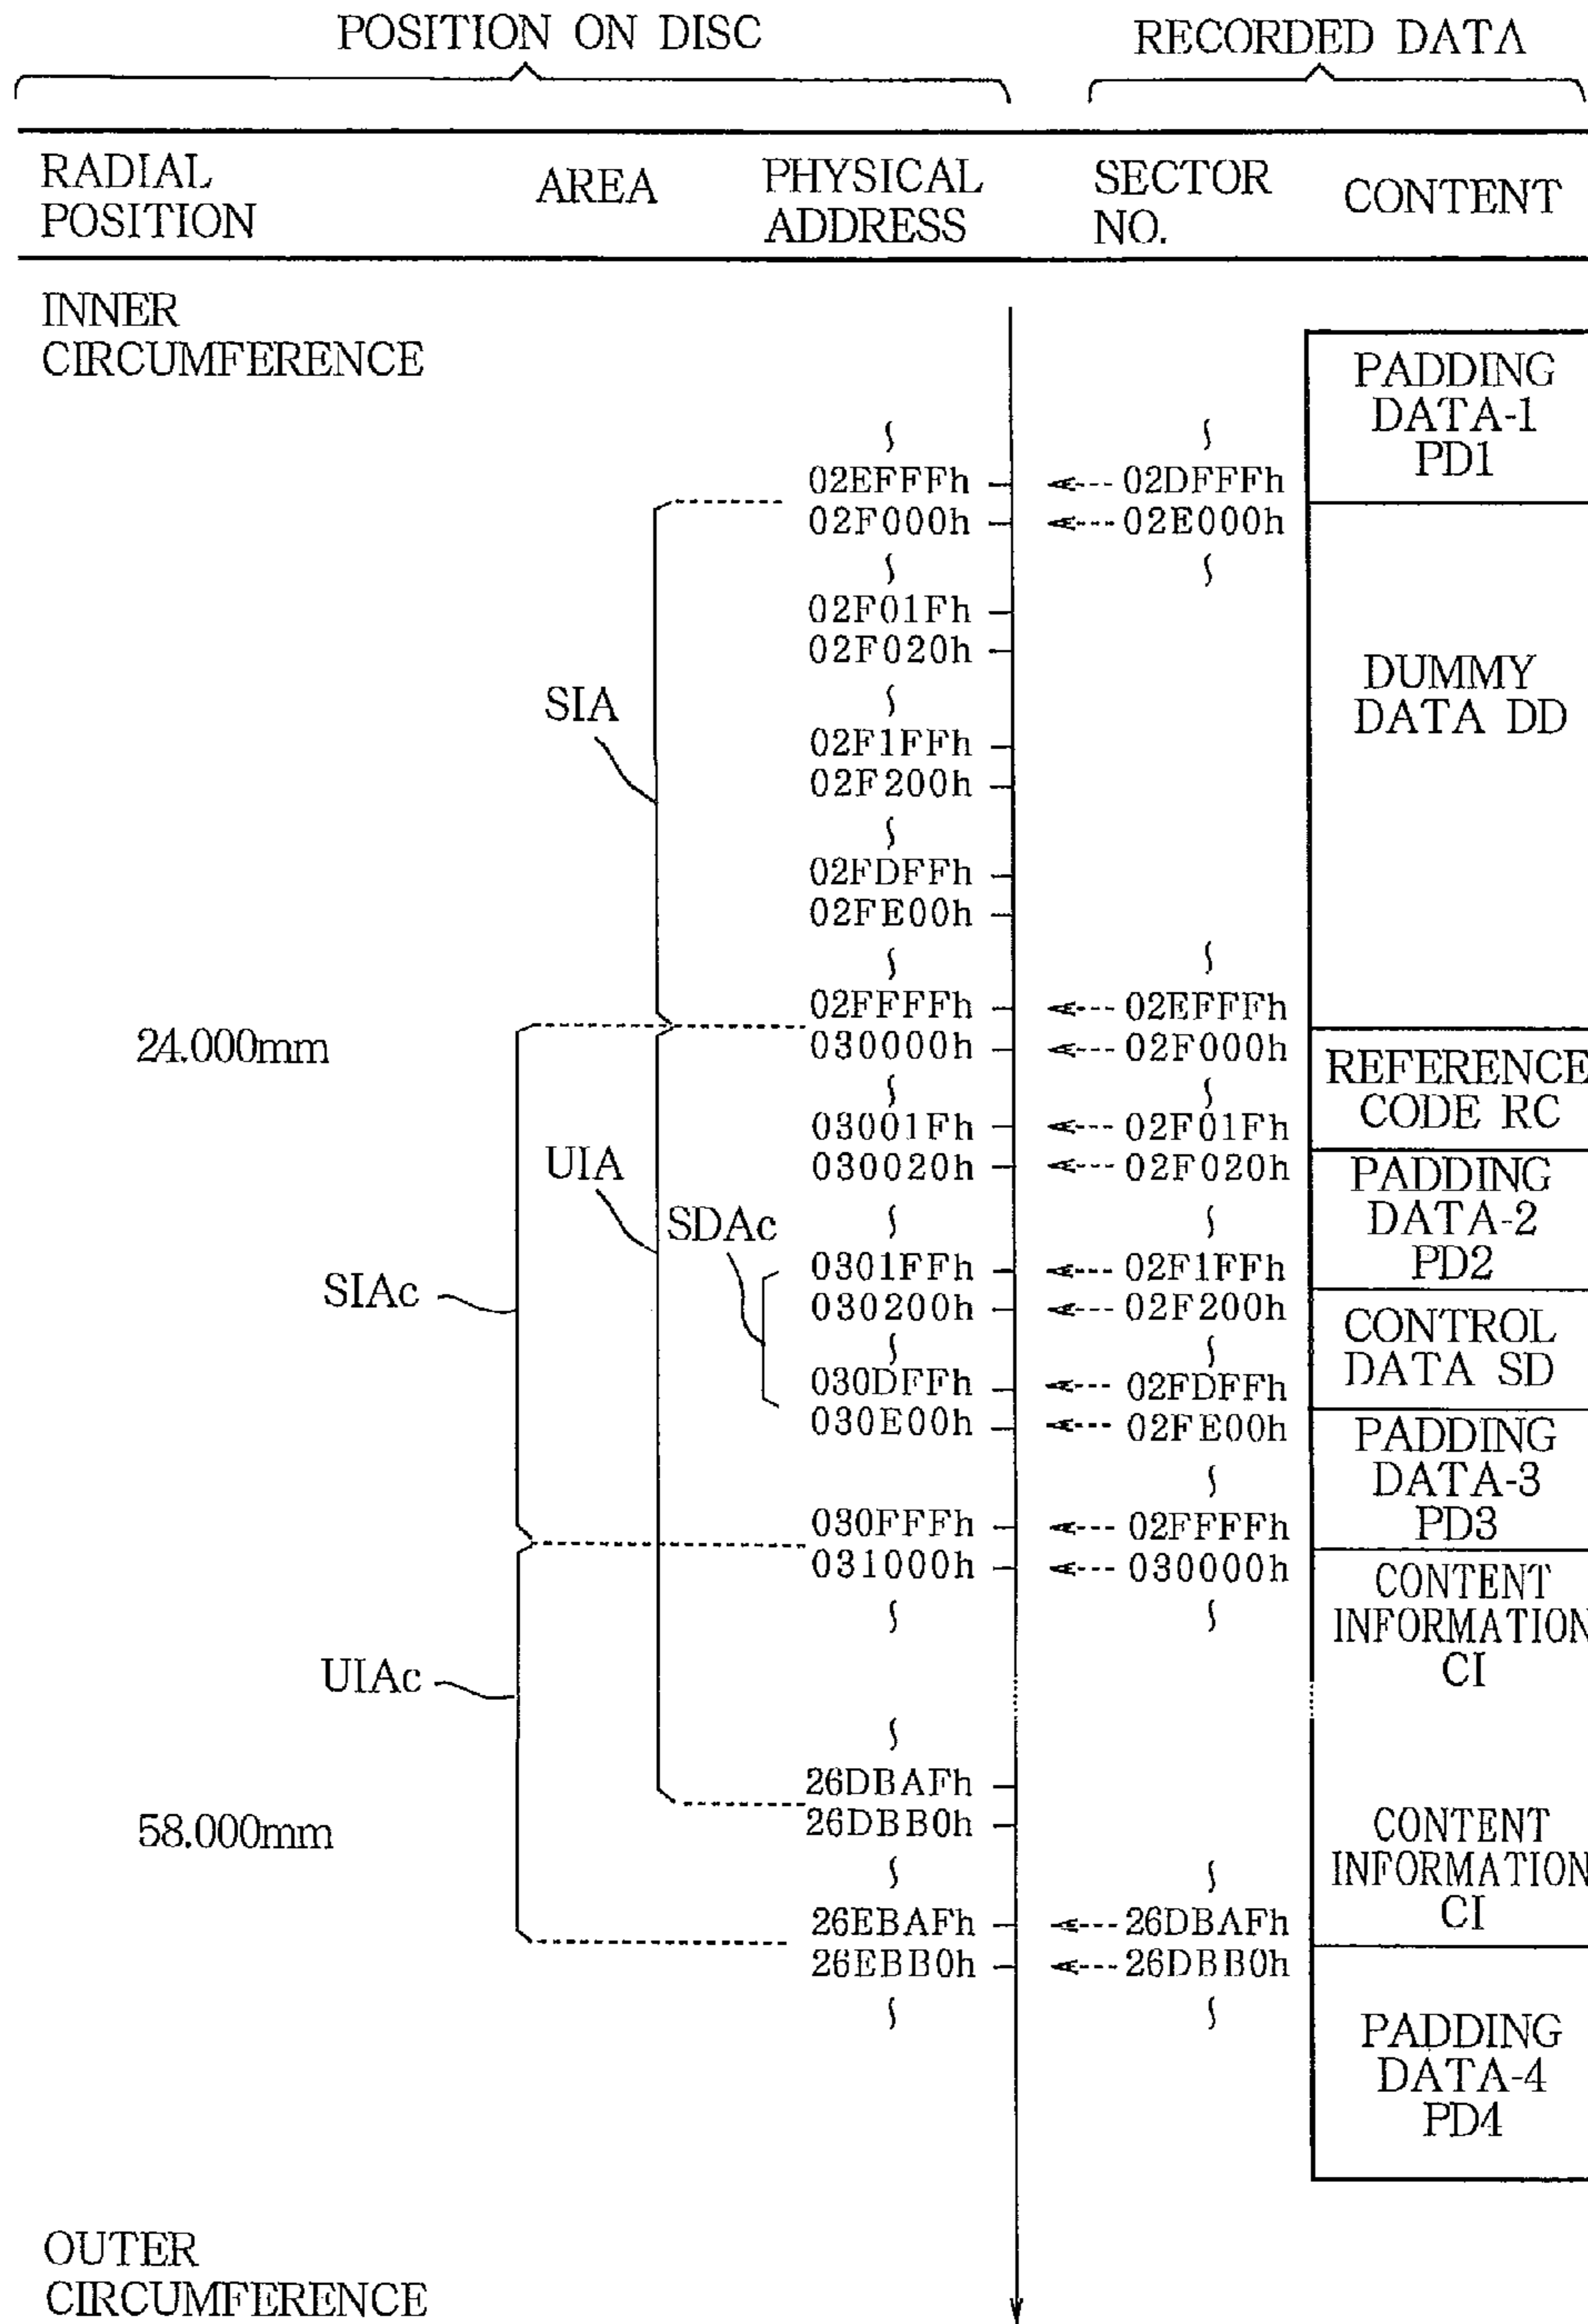 POSITION ON DISC RECORDED DATA
RADIAL POSITION AREA PHYSICAL ADDRESS SECTOR NO. CONTENT
INNER
CIRCUMFERENCE
PADDING
DATA-1
PD1
02EFFFh 02DFFFh
02F000h 02E000h
02F01Fh
02F020h
DUMMY
DATA DD
SIA
02F1FFh
02F200h
02FDFFh
02FE00h
02FFFFh 02EFFFh
24.000mm 030000h 02F000h
REFERENCE
CODE RC
03001Fh 02F01Fh
UIA 030020h 02F020h
PADDING
DATA-2
PD2
SDAc
0301FFh 02F1FFh
SIAc 030200h 02F200h
CONTROL
DATA SD
030DFFh 02FDFFh
030E00h 02FE00h
PADDING
DATA-3
PD3
030FFFh 02FFFFh
031000h 030000h
CONTENT
INFORMATION
CI
UIAc
26DBAFh
58.000mm 26DBB0h
CONTENT
INFORMATION
CI
26EBAFh 26DBAFh
26EBB0h 26DBB0h
PADDING
DATA-4
PD4
OUTER
CIRCUMFERENCE